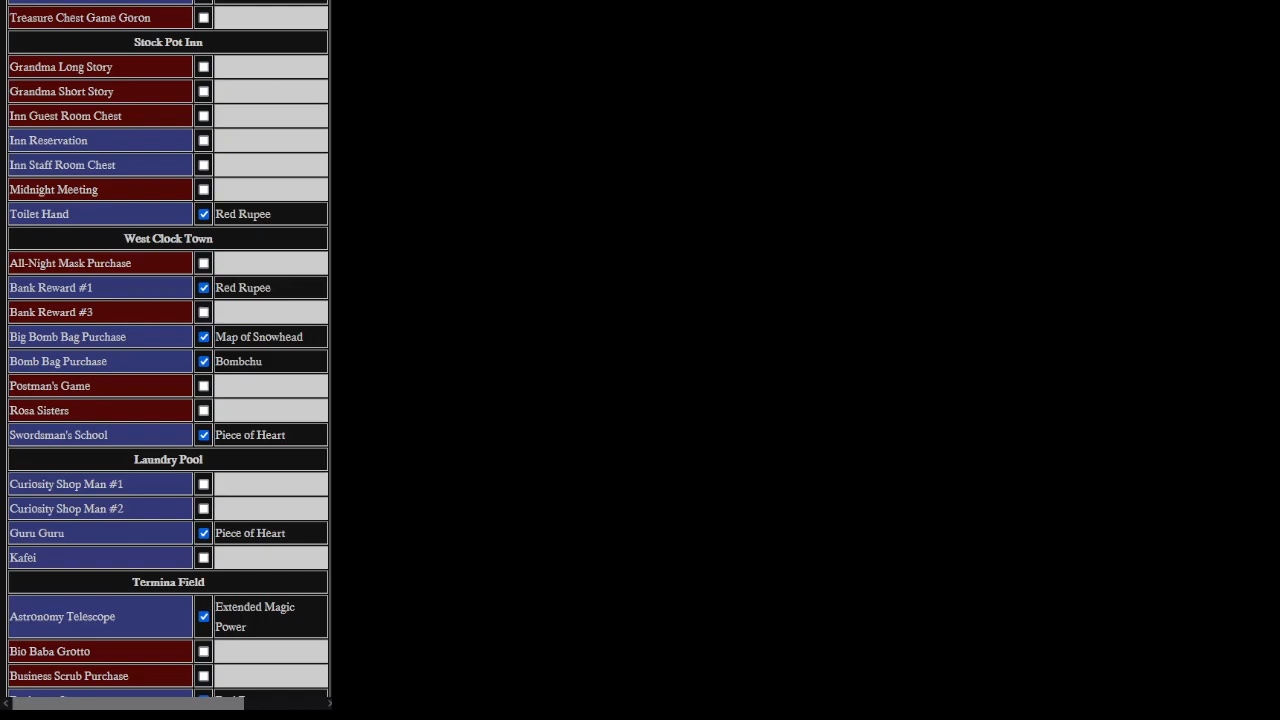 Treasure Chest Game Goron
Stock Pot Inn
Grandma Long Story
Grandma Short Story
Inn Guest Room Chest
Inn Reservation
Inn Staff Room Chest
Midnight Meeting
Toilet Hand Red Rupee
West Clock Town
All-Night Mask Purchase
Bank Reward #1 Red Rupee
Bank Reward #3
Big Bomb Bag Purchase Map of Snowhead
Bomb Bag Purchase Bombchu
Postman's Game
Rosa Sisters
Swordsman's School Piece of Heart
Laundry Pool
Curiosity Shop Man #1
Curiosity Shop Man #2
Guru Guru Piece of Heart
Kafei
Termina Field
Astronomy Telescope Extended Magic
Power
Bio Baba Grotto
Business Scrub Purchase